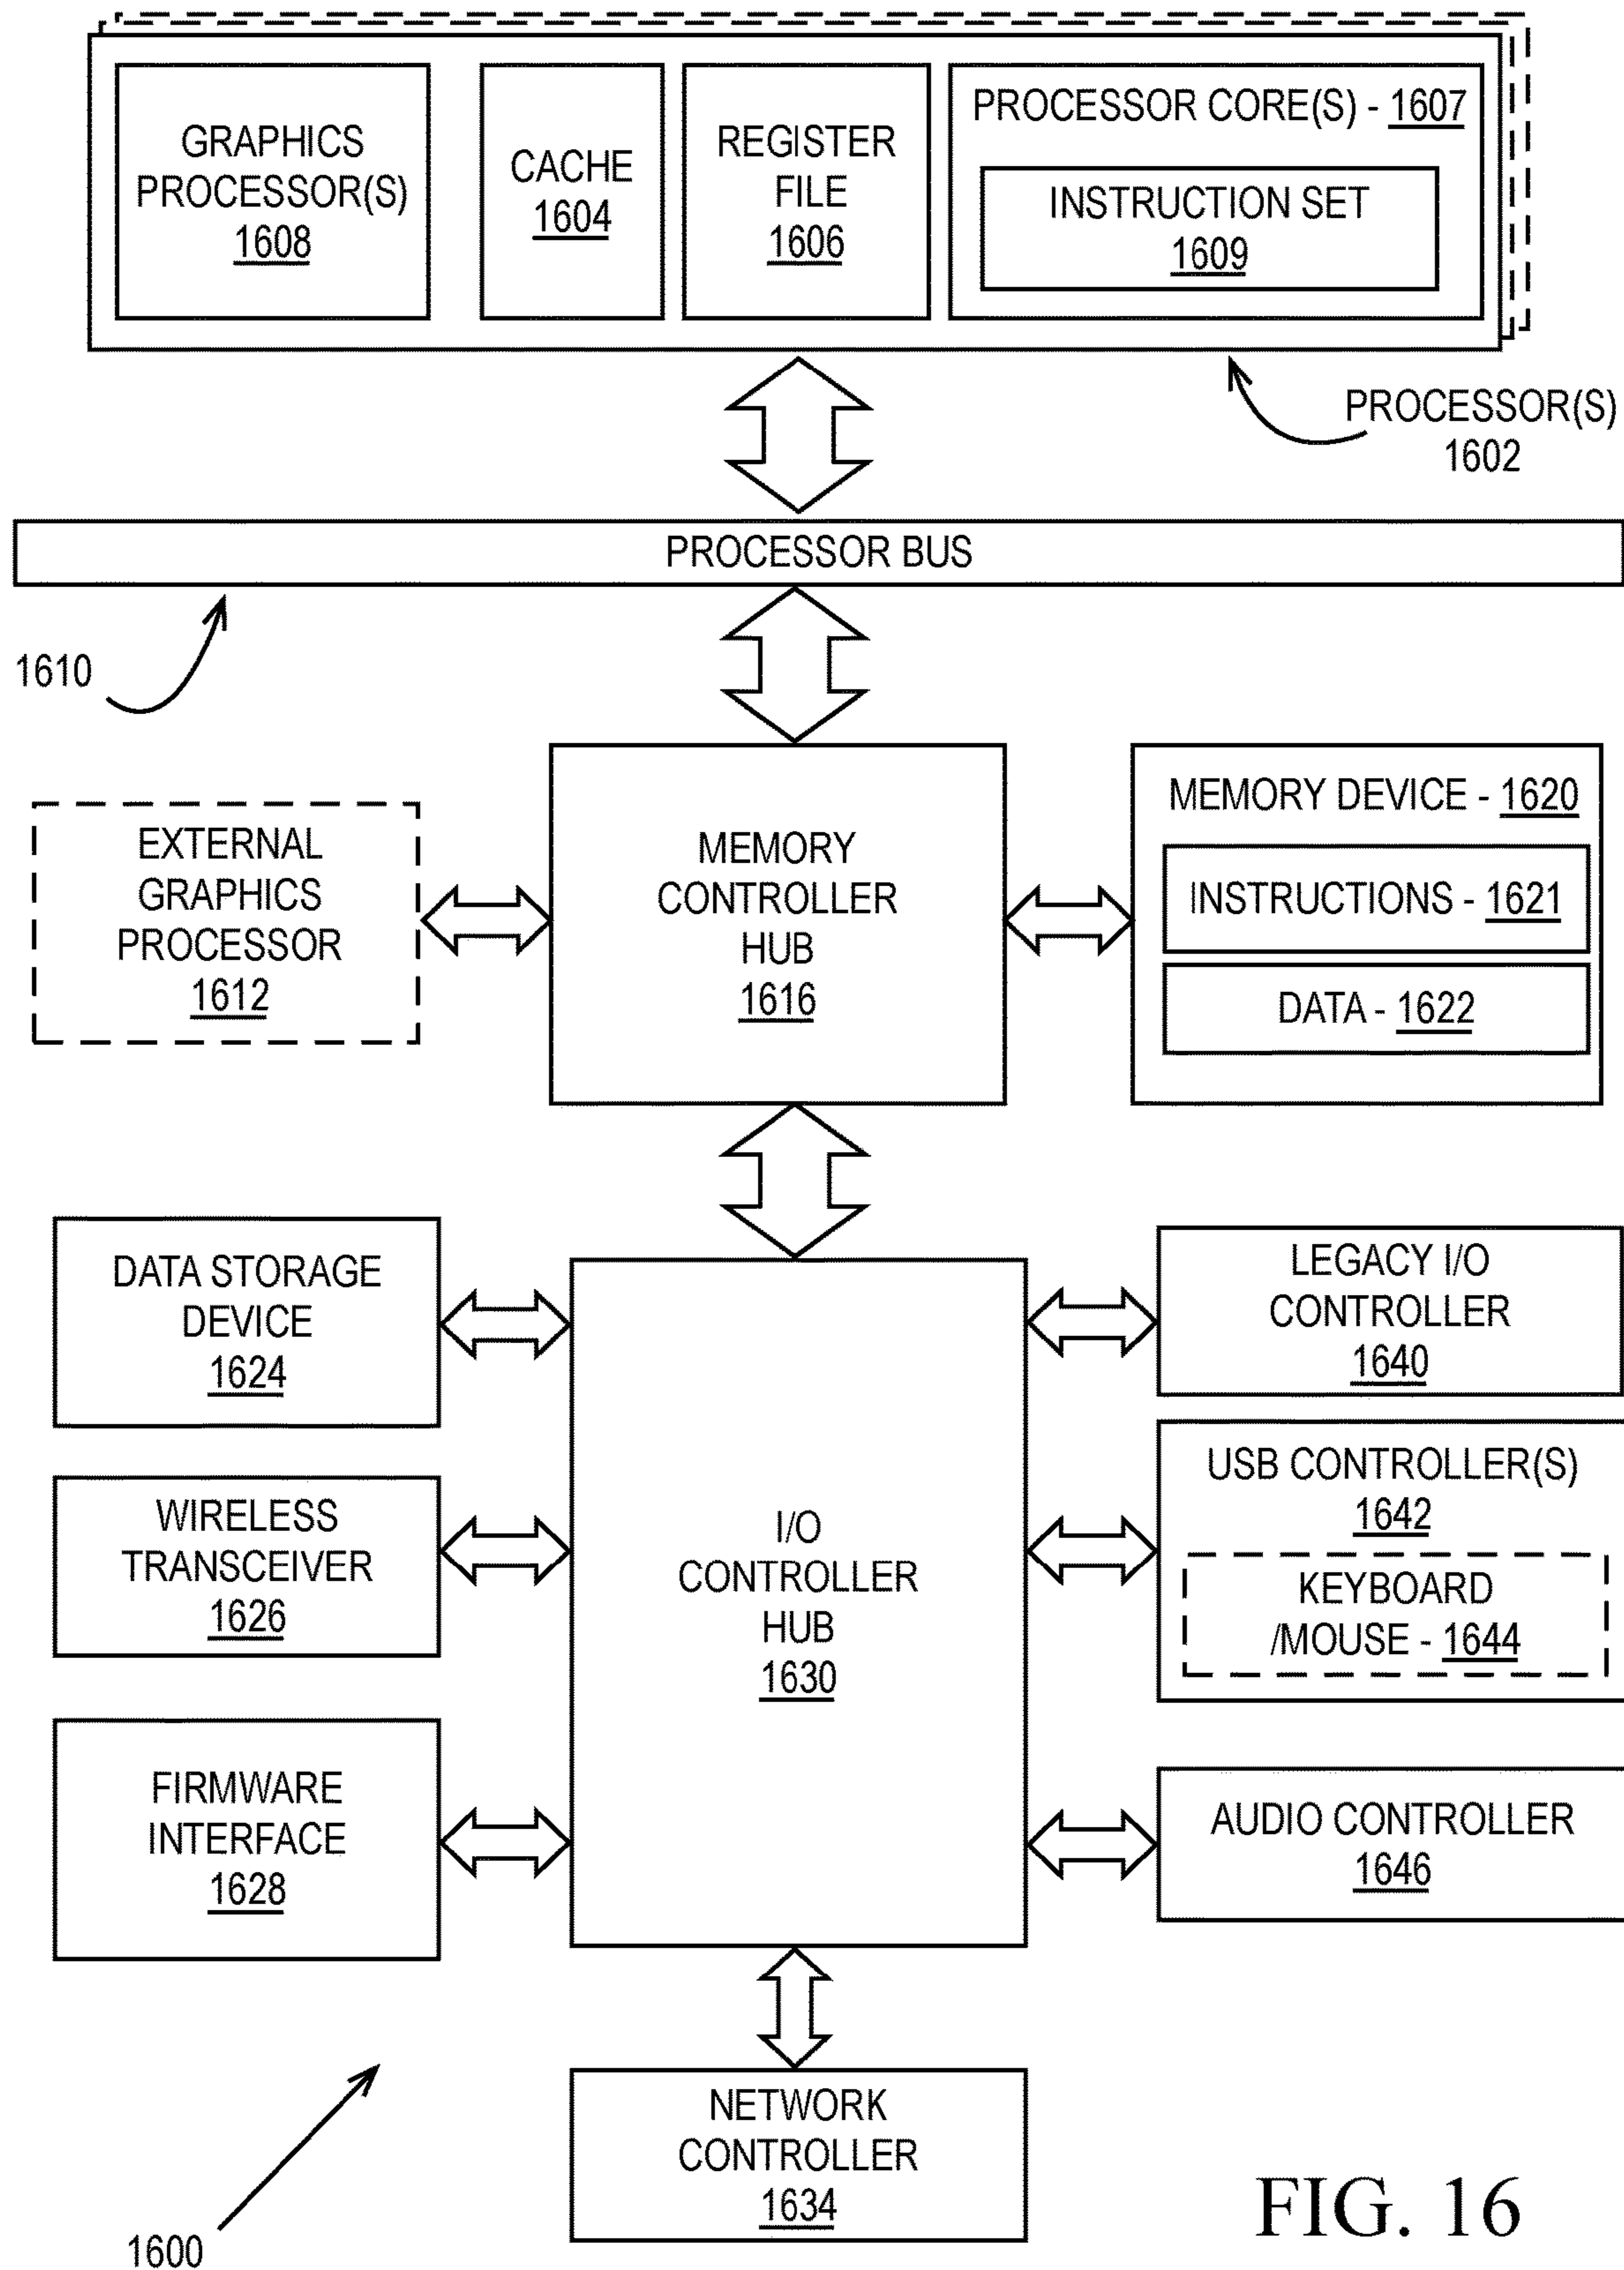 GRAPHICS
PROCESSOR(S)
1608
CACHE
1604
REGISTER
FILE
1606
PROCESSOR CORE(S) - 1607
INSTRUCTION SET
1609
PROCESSOR(S)
1602
PROCESSOR BUS
1610
EXTERNAL
GRAPHICS
PROCESSOR
1612
MEMORY
CONTROLLER
HUB
1616
MEMORY DEVICE - 1620
INSTRUCTIONS - 1621
DATA - 1622
DATA STORAGE
DEVICE
1624
WIRELESS
TRANSCEIVER
1626
FIRMWARE
INTERFACE
1628
I/O
CONTROLLER
HUB
1630
LEGACY I/O
CONTROLLER
1640
USB CONTROLLER(S)
1642
KEYBOARD
/MOUSE - 1644
AUDIO CONTROLLER
1646
NETWORK
CONTROLLER
1634
1600
FIG. 16